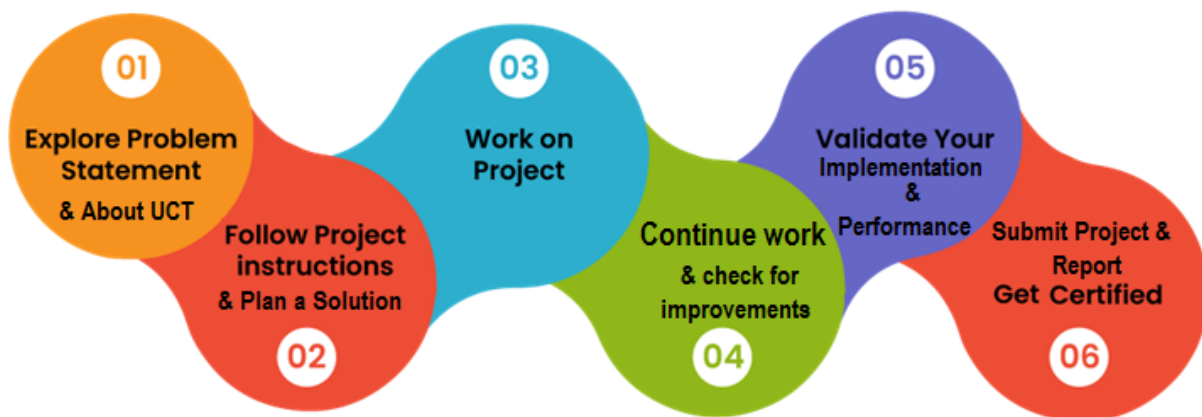 01
Explore Problem
Statement
& About UCT
Follow Project
instructions
& Plan a Solution
02
03
Work on
Project
Continue work
& check for
improvements
04
05
Validate Your
Implementation
&
Performance
Submit Project &
Report
Get Certified
06